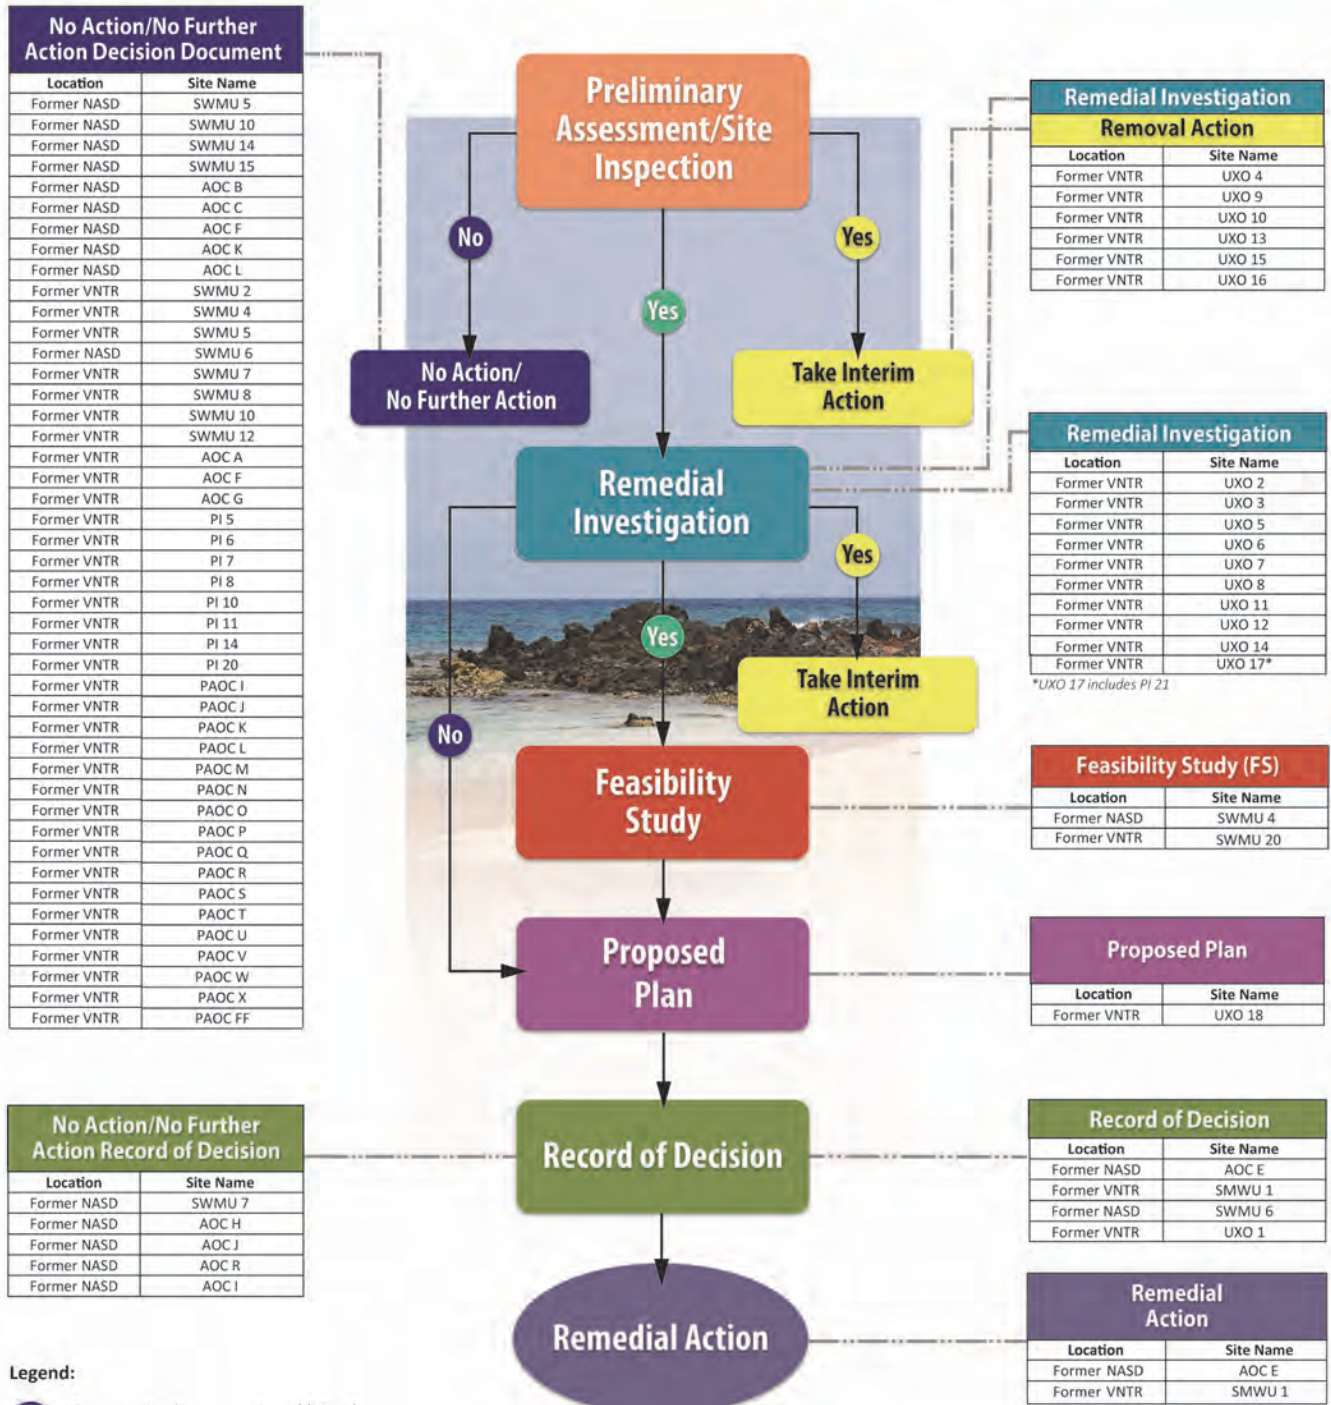 No Action/No Further
Action Decision Document
Location Site Name
Former NASD SWMU 5
Former NASD SWMU 10
Former NASD SWMU 14
Former NASD SWMU 15
Former NASD AOC B
Former NASD AOC C
Former NASD AOC F
Former NASD AOC K
Former NASD AOC L
Former VNTR SWMU 2
Former VNTR SWMU 4
Former VNTR SWMU 5
Former NASD SWMU 6
Former VNTR SWMU 7
Former VNTR SWMU 8
Former VNTR SWMU 10
Former VNTR SWMU 12
Former VNTR AOC A
Former VNTR AOC F
Former VNTR AOC G
Former VNTR PI 5
Former VNTR PI 6
Former VNTR PI 7
Former VNTR PI 8
Former VNTR PI 10
Former VNTR PI 11
Former VNTR PI 14
Former VNTR PI 20
Former VNTR PAOC I
Former VNTR PAOC J
Former VNTR PAOC K
Former VNTR PAOC L
Former VNTR PAOC M
Former VNTR PAOC N
Former VNTR PAOC O
Former VNTR PAOC P
Former VNTR PAOC Q
Former VNTR PAOC R
Former VNTR PAOC S
Former VNTR PAOC T
Former VNTR PAOC U
Former VNTR PAOC V
Former VNTR PAOC W
Former VNTR PAOC X
Former VNTR PAOC FF
No Action/No Further
Action Record of Decision
Location Site Name
Former NASD SWMU 7
Former NASD AOC H
Former NASD AOC J
Former NASD AOC R
Former NASD AOC I
Legend:
Preliminary
Assessment/Site
Inspection
No
Yes
Yes
No Action/
No Further Action
Take Interim
Action
Remedial
Investigation
Yes
Yes
No
Take Interim
Action
Feasibility
Study
Proposed
Plan
Record of Decision
Remedial Action
Remedial Investigation
Removal Action
Location Site Name
Former VNTR UXO 4
Former VNTR UXO 9
Former VNTR UXO 10
Former VNTR UXO 13
Former VNTR UXO 15
Former VNTR UXO 16
Remedial Investigation
Location Site Name
Former VNTR UXO 2
Former VNTR UXO 3
Former VNTR UXO 5
Former VNTR UXO 6
Former VNTR UXO 7
Former VNTR UXO 8
Former VNTR UXO 11
Former VNTR UXO 12
Former VNTR UXO 14
Former VNTR UXO 17*
*UXO 17 includes PI 21
Feasibility Study (FS)
Location Site Name
Former NASD SWMU 4
Former VNTR SWMU 20
Proposed Plan
Location Site Name
Former VNTR UXO 18
Record of Decision
Location Site Name
Former NASD AOC E
Former VNTR SMWU 1
Former NASD SWMU 6
Former VNTR UXO 1
Remedial
Action
Location Site Name
Former NASD AOC E
Former VNTR SMWU 1